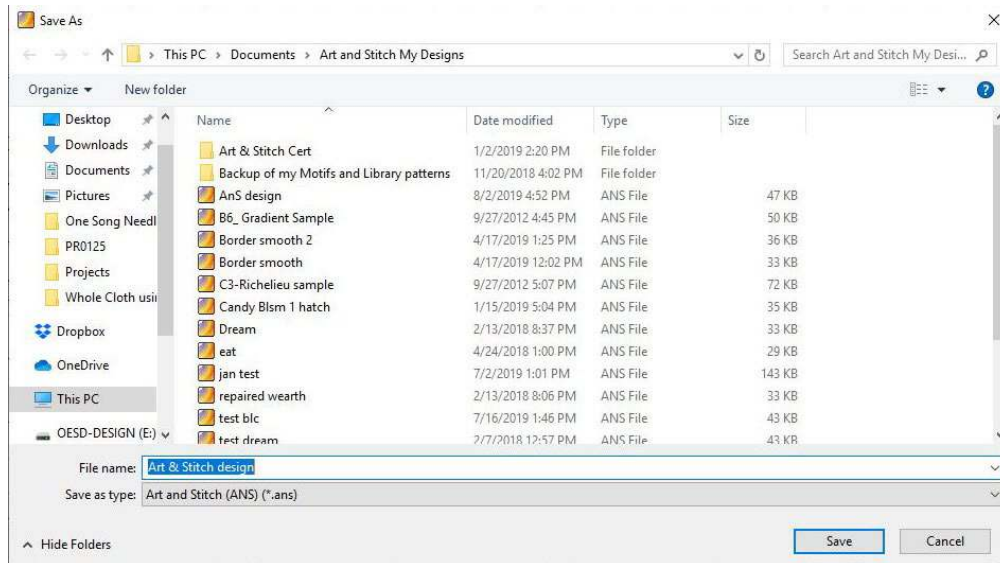 Save As
This PC > Documents > Art and Stitch My Designs
Search Art and Stitch My Desi...
Organize New folder
Desktop
Downloads
Documents
Pictures
One Song Needl
PR0125
Projects
Whole Cloth usin
Dropbox
OneDrive
This PC
OESD-DESIGN (E:)
Name Date modified Type Size
Art & Stitch Cert 1/2/2019 2:20 PM File folder
Backup of my Motifs and Library patterns 11/20/2018 4:02 PM File folder
AnS design 8/2/2019 4:52 PM ANS File 47 KB
B6_ Gradient Sample 9/27/2012 4:45 PM ANS File 50 KB
Border smooth 2 4/17/2019 1:25 PM ANS File 36 KB
Border smooth 4/17/2019 12:02 PM ANS File 33 KB
C3-Richelieu sample 9/27/2012 5:07 PM ANS File 72 KB
Candy Blsm 1 hatch 1/15/2019 5:04 PM ANS File 35 KB
Dream 2/13/2018 8:37 PM ANS File 33 KB
eat 4/24/2018 1:00 PM ANS File 29 KB
jan test 7/2/2019 1:01 PM ANS File 143 KB
repaired wearth 2/13/2018 8:06 PM ANS File 33 KB
test blc 7/16/2019 1:46 PM ANS File 43 KB
test dream 2/7/2018 12:57 PM ANS File 43 KB
File name: Art & Stitch design
Save as type: Art and Stitch (ANS) (*.ans)
Hide Folders
Save Cancel